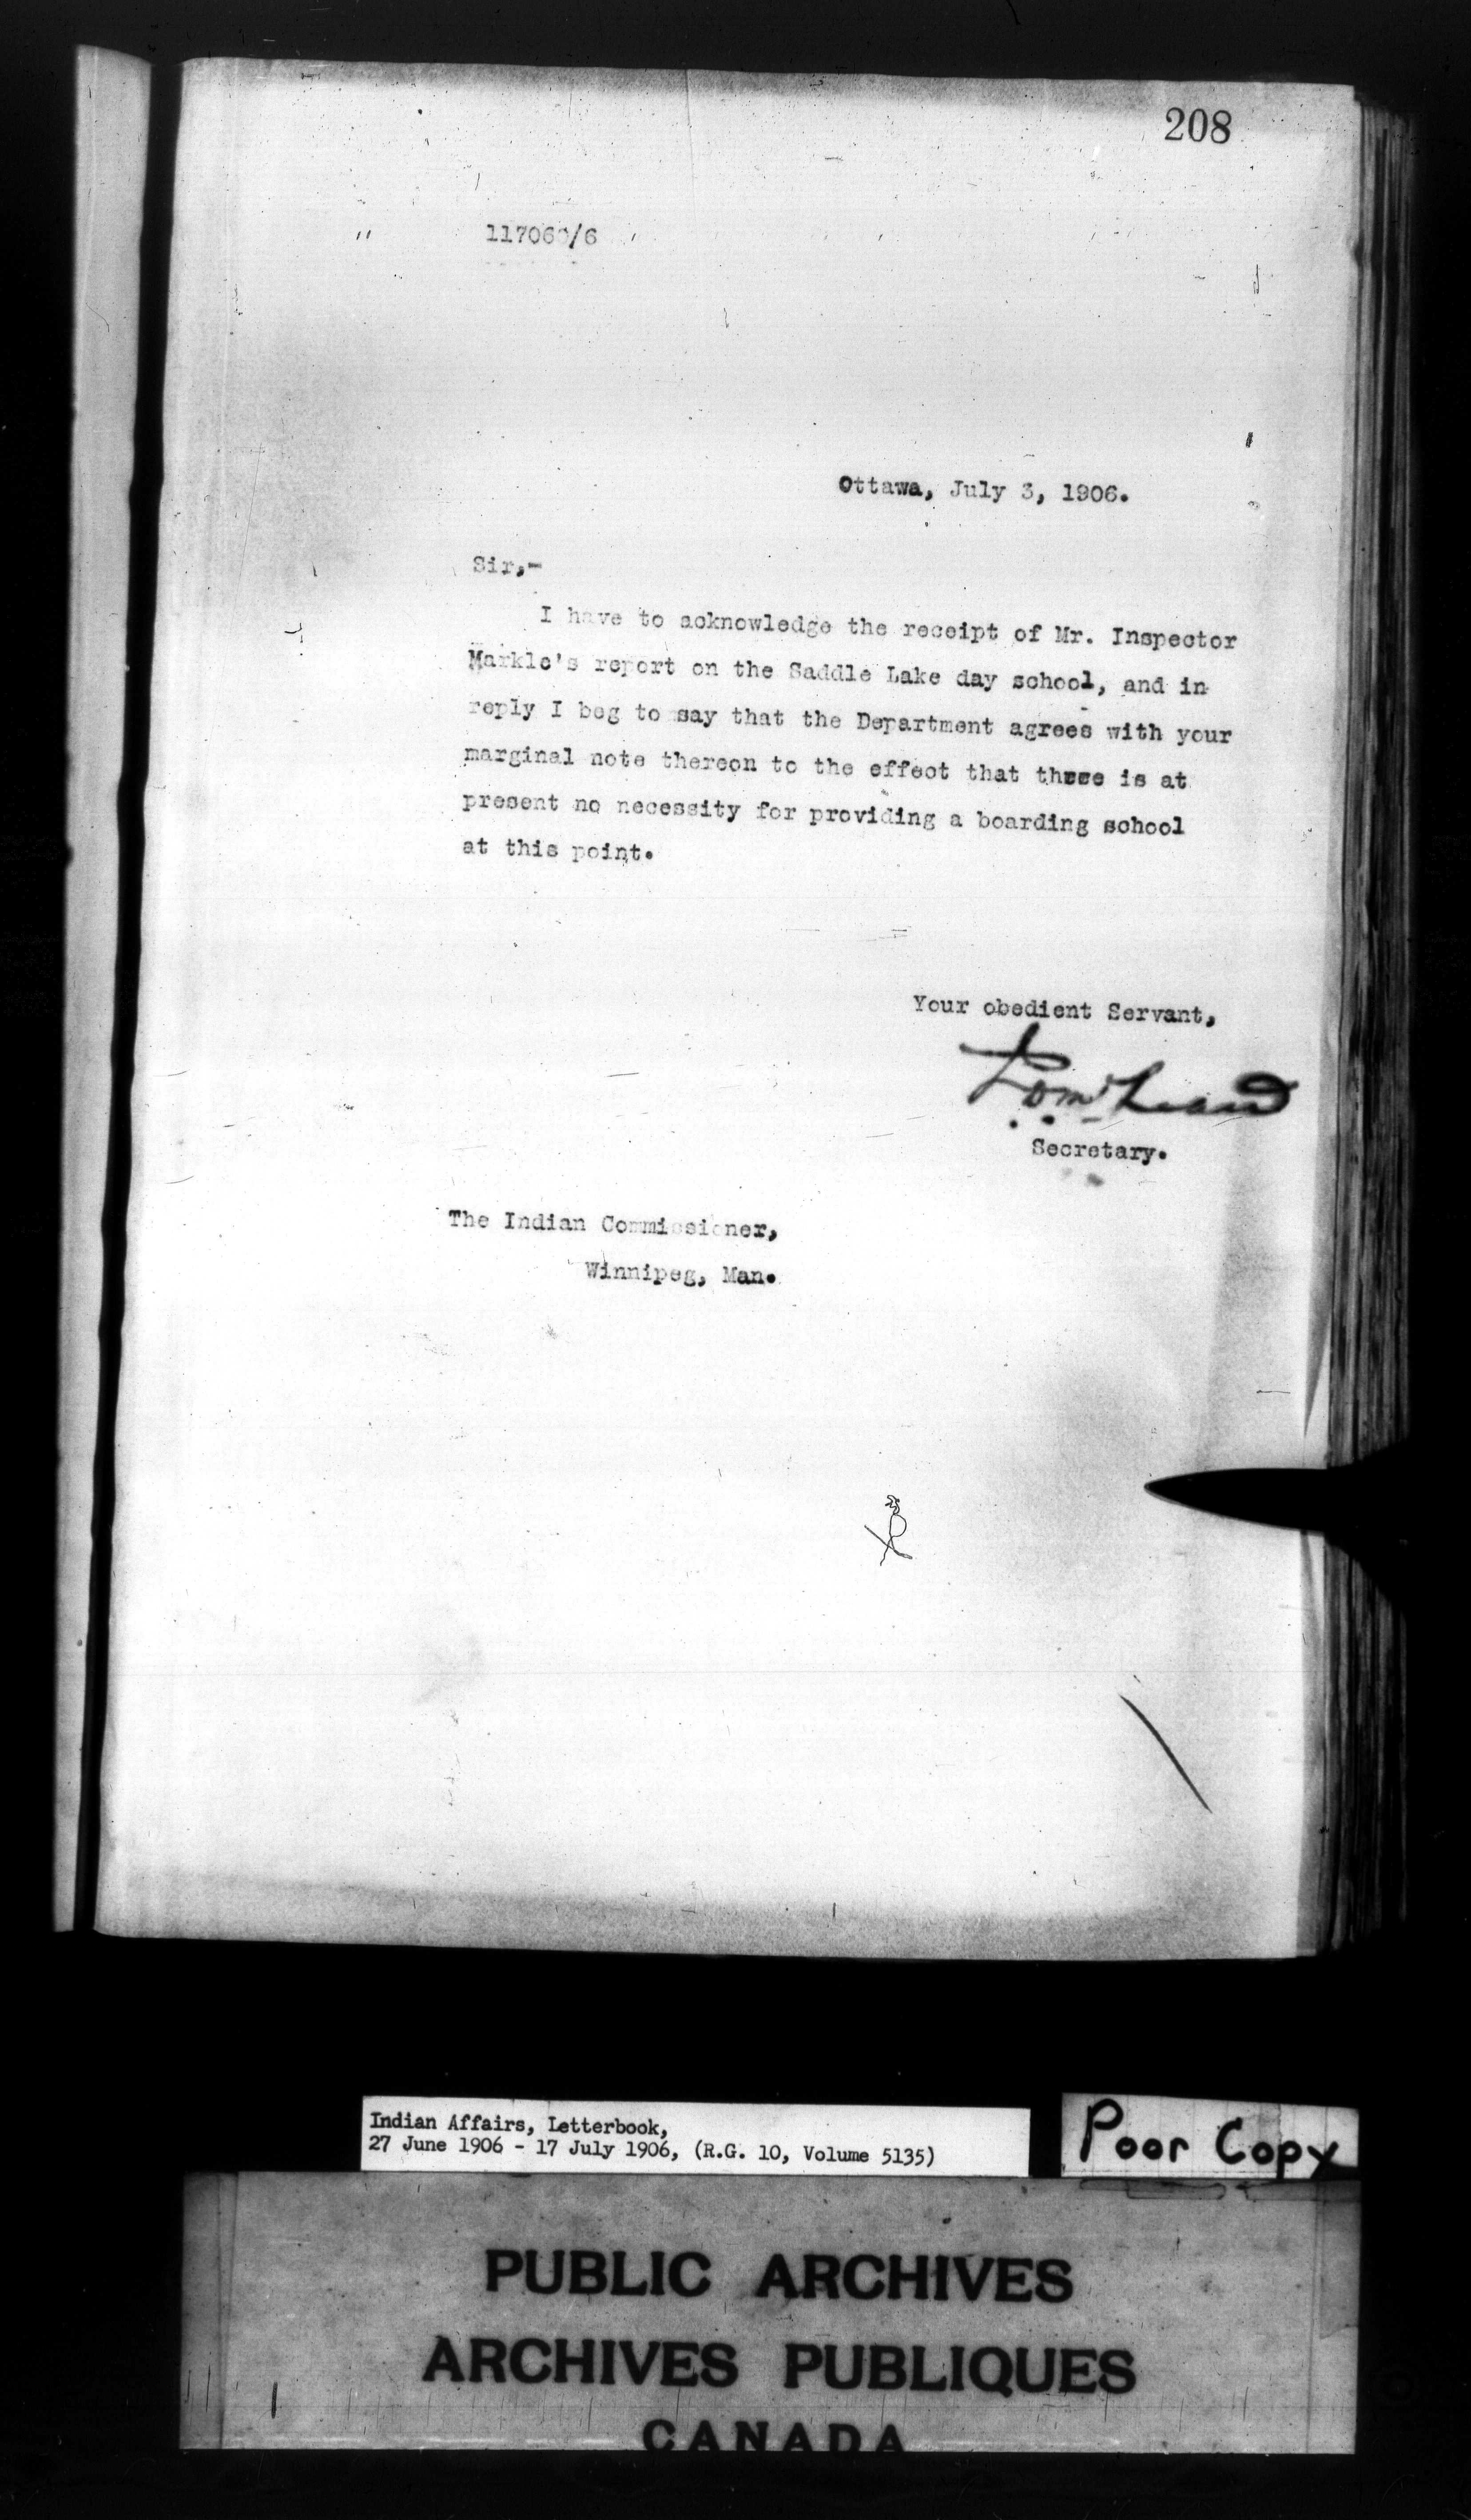 208
117060/6
Ottawa, July 3, 1906.
Sir,-
I have to acknowledge the receipt of Mr. Inspector
Markle's report on the Saddle Lake day school, and in
reply I beg to say that the Department agrees with your
marginal note thereon to the effect that three is at
present no necessity for providing a boarding school
at this point.
Your obedient Servant,
Secretary.
The Indian Commissioner,
Winnipeg, Man.
Indian Affairs, Letterbook,
27 June 1906 - 17 July 1906, (R.G. 10, Volume 5135)
Poor Copy
PUBLIC ARCHIVES
ARCHIVES PUBLIQUES
CANADA